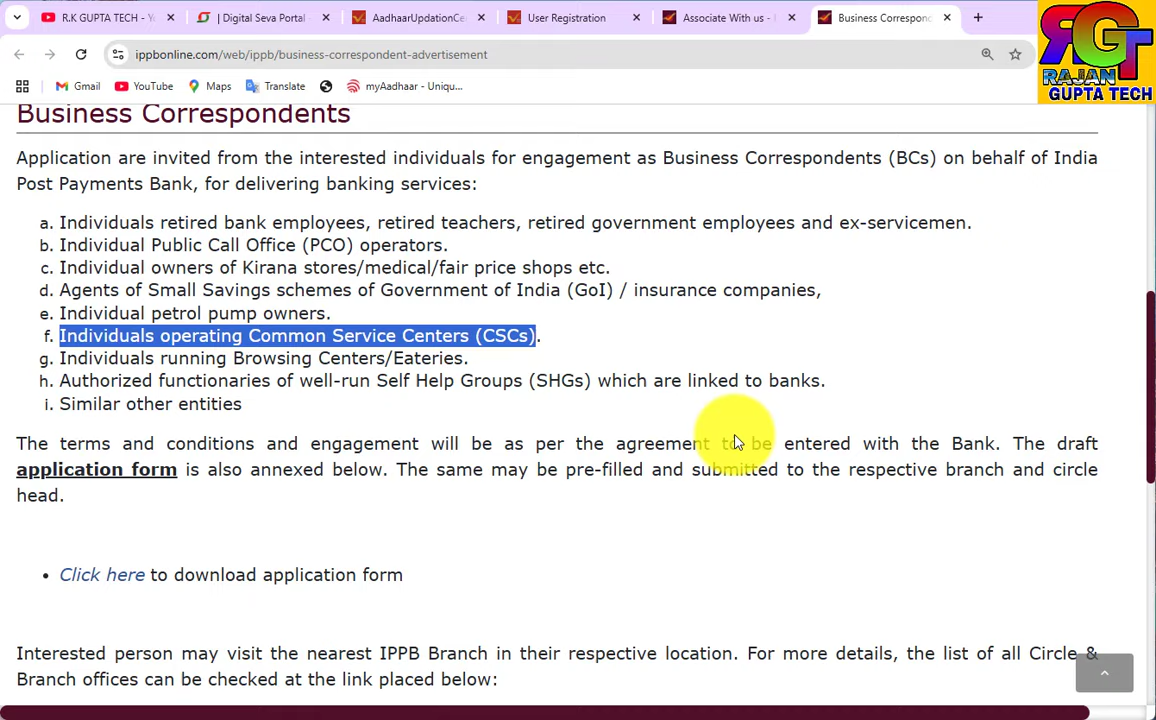 R.K GUPTA TECH - Y
| Digital Seva Portal -
AadhaarUpdationCe
User Registration
Associate With us -
Business Correspond
RGT
RAJAN
GUPTA TECH
ippbonline.com/web/ippb/business-correspondent-advertisement
Gmail
YouTube
Maps
Translate
myAadhaar - Uniqu...
Business Correspondents
Application are invited from the interested individuals for engagement as Business Correspondents (BCs) on behalf of India
Post Payments Bank, for delivering banking services:
a. Individuals retired bank employees, retired teachers, retired government employees and ex-servicemen.
b. Individual Public Call Office (PCO) operators.
c. Individual owners of Kirana stores/medical/fair price shops etc.
d. Agents of Small Savings schemes of Government of India (GoI) / insurance companies,
e. Individual petrol pump owners.
f. Individuals operating Common Service Centers (CSCs).
g. Individuals running Browsing Centers/Eateries.
h. Authorized functionaries of well-run Self Help Groups (SHGs) which are linked to banks.
i. Similar other entities
The terms and conditions and engagement will be as per the agreement to be entered with the Bank. The draft
application form is also annexed below. The same may be pre-filled and submitted to the respective branch and circle
head.
• Click here to download application form
Interested person may visit the nearest IPPB Branch in their respective location. For more details, the list of all Circle &
Branch offices can be checked at the link placed below: